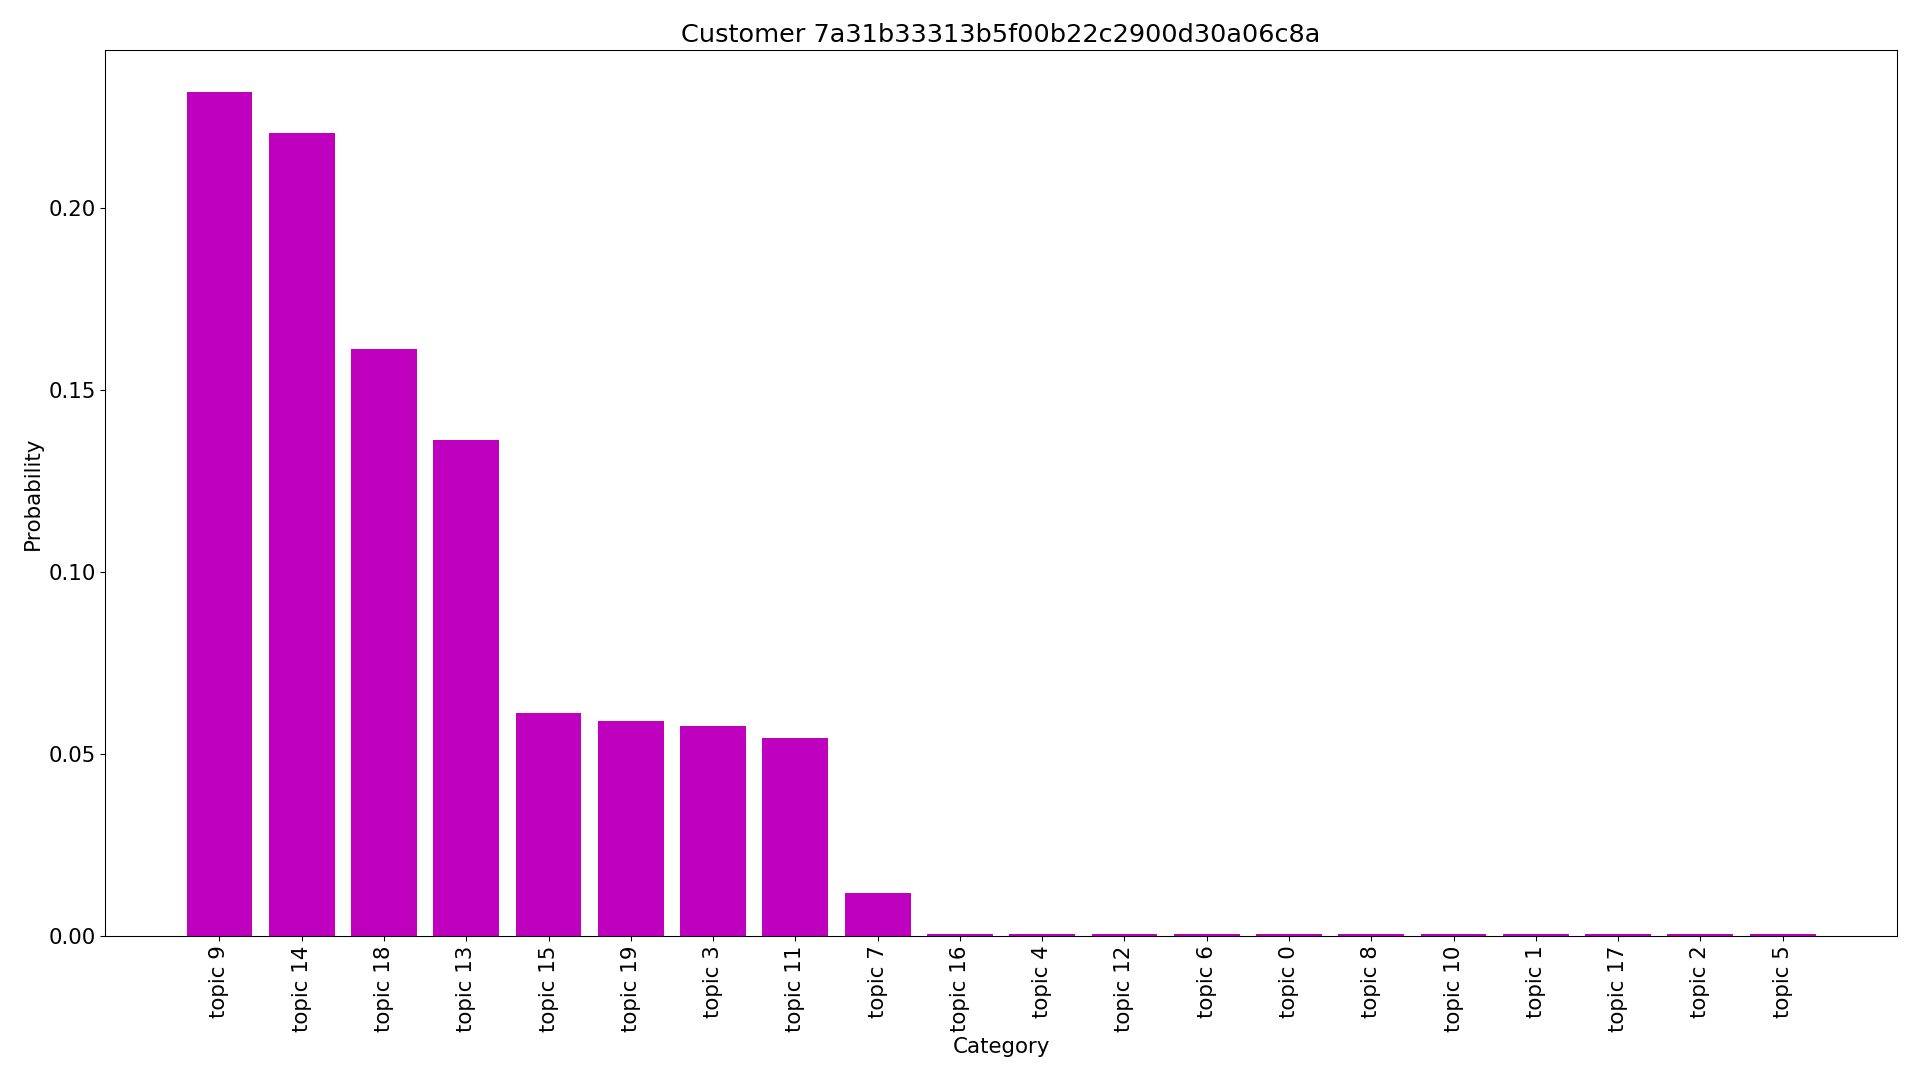 Customer 7a31b33313b5f00b22c2900d30a06c8a
Probability
0.20
0.15
0.10
0.05
0.00
topic 9
topic 14
topic 18
topic 13
topic 15
topic 19
topic 3
topic 11
topic 7
topic 16
topic 4
topic 12
topic 6
topic 0
topic 8
topic 10
topic 1
topic 17
topic 2
topic 5
Category